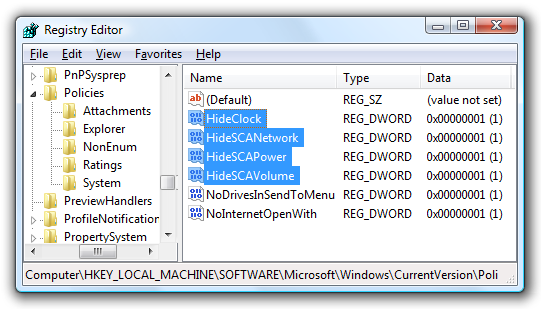 Registry Editor
File Edit View Favorites Help
PnPSysprep
Policies
Attachments
Explorer
NonEnum
Ratings
System
PreviewHandlers
ProfileNotification
PropertySystem
Name Type Data
ab (Default) REG_SZ (value not set)
HideClock REG_DWORD 0x00000001 (1)
HideSCANetwork REG_DWORD 0x00000001 (1)
HideSCAPower REG_DWORD 0x00000001 (1)
HideSCAVolume REG_DWORD 0x00000001 (1)
NoDrivesInSendToMenu REG_DWORD 0x00000001 (1)
NoInternetOpenWith REG_DWORD 0x00000001 (1)
Computer\HKEY_LOCAL_MACHINE\SOFTWARE\Microsoft\Windows\CurrentVersion\Poli